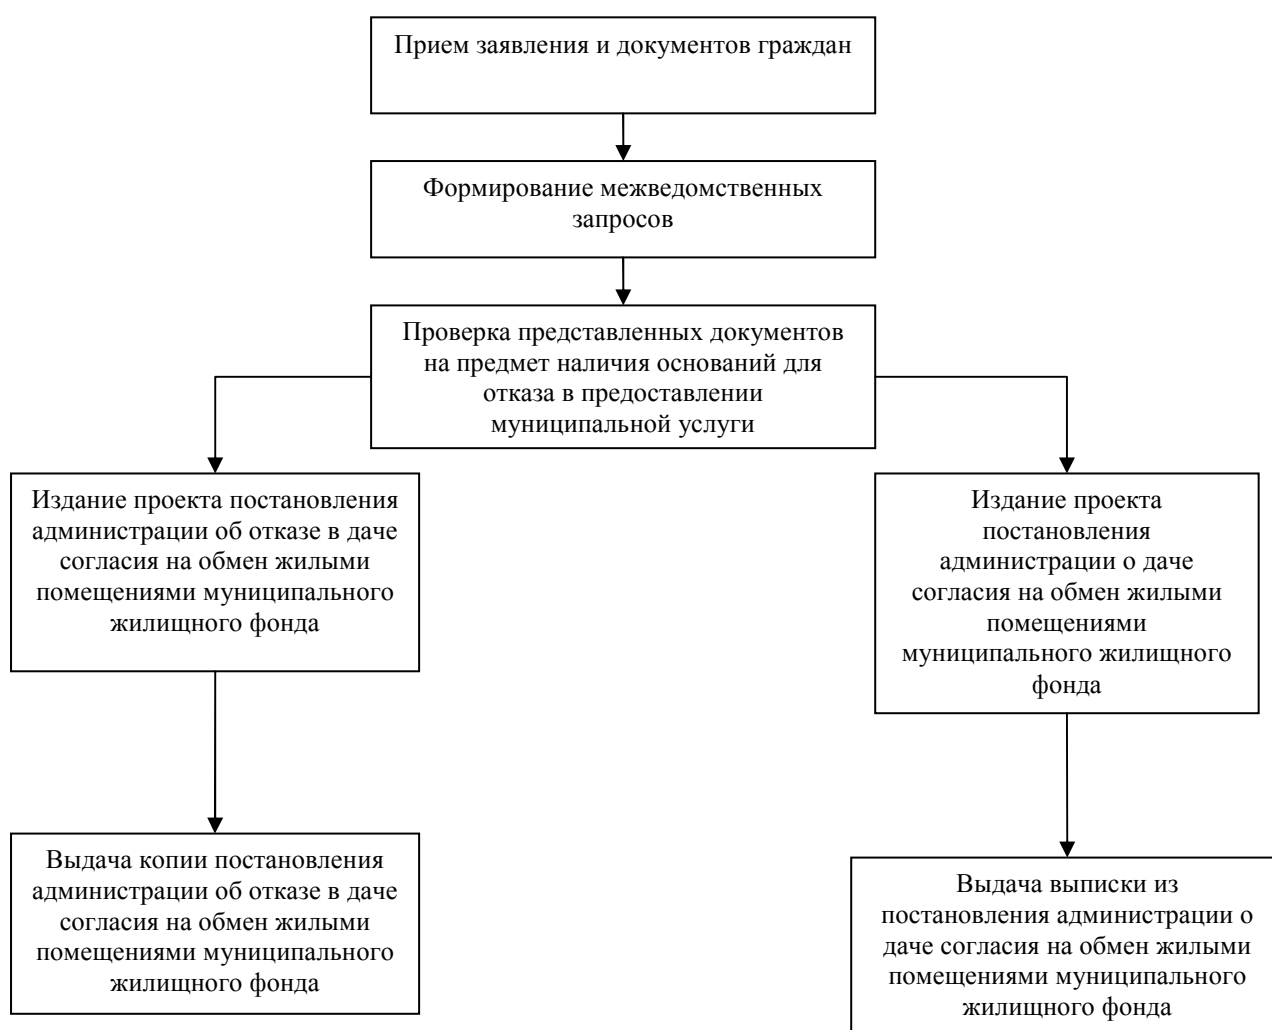 Прием заявления и документов граждан
Формирование межведомственных
запросов
Проверка представленных документов
на предмет наличия оснований для
отказа в предоставлении
муниципальной услуги
Издание проекта постановления
администрации об отказе в даче
согласия на обмен жилыми
помещениями муниципального
жилищного фонда
Издание проекта
постановления
администрации о даче
согласия на обмен жилыми
помещениями
муниципального жилищного
фонда
Выдача копии постановления
администрации об отказе в даче
согласия на обмен жилыми
помещениями муниципального
жилищного фонда
Выдача выписки из
постановления администрации о
даче согласия на обмен жилыми
помещениями муниципального
жилищного фонда